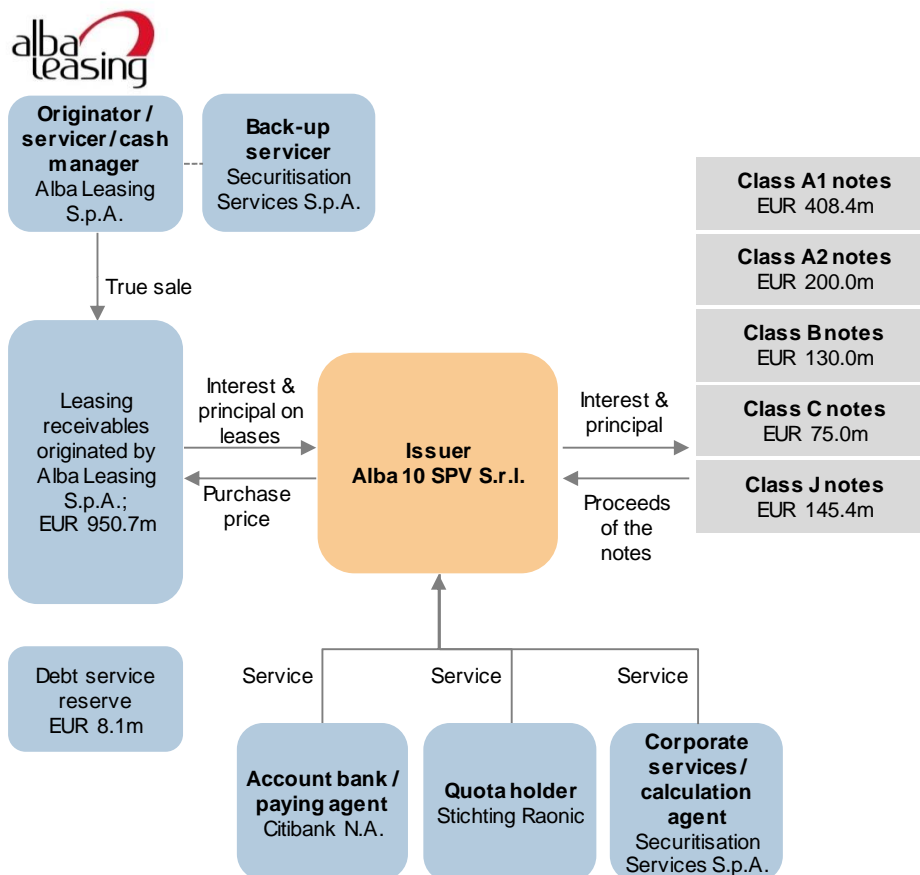 alba
leasing
Originator /
servicer / cash
manager
Alba Leasing
S.p.A.
Back-up
servicer
Securitisation
Services S.p.A.
True sale
Leasing
receivables
originated by
Alba Leasing
S.p.A.;
EUR 950.7m
Interest &
principal on
leases
Purchase
price
Issuer
Alba 10 SPV S.r.l.
Interest &
principal
Proceeds
of the
notes
Class A1 notes
EUR 408.4m
Class A2 notes
EUR 200.0m
Class B notes
EUR 130.0m
Class C notes
EUR 75.0m
Class J notes
EUR 145.4m
Debt service
reserve
EUR 8.1m
Service
Service
Service
Account bank /
paying agent
Citibank N.A.
Quota holder
Stichting Raonic
Corporate
services /
calculation
agent
Securitisation
Services S.p.A.